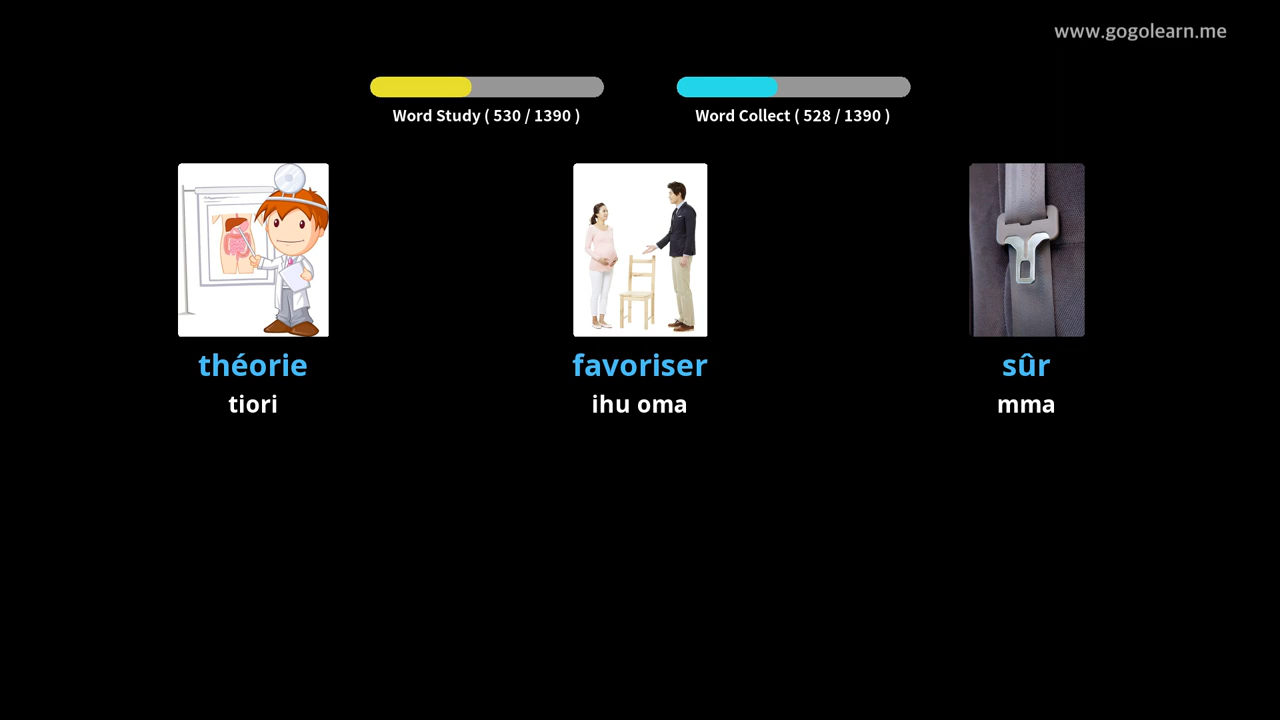 www.gogolearn.me
Word Study ( 530 / 1390 )
Word Collect ( 528 / 1390 )
théorie
favoriser
sûr
tiori
ihu oma
mma